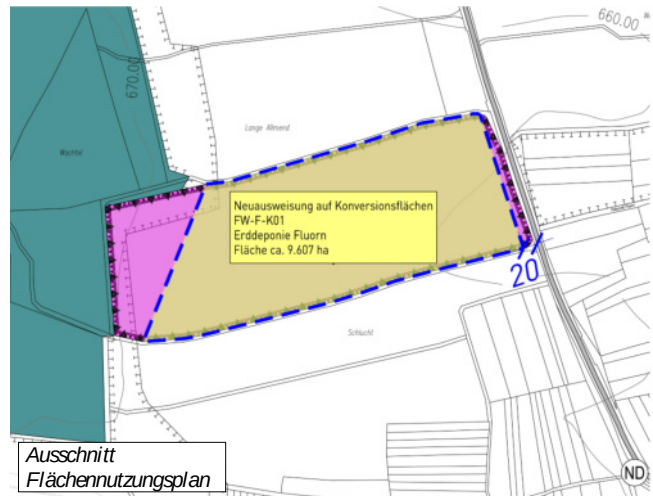 660.00
670.00
Lange Allmend
Wachtel
Neuausweisung auf Konversionsflächen
FW-F-K01
Erddeponie Fluorn
Fläche ca. 9.607 ha
20
Schlucht
Ausschnitt
Flächennutzungsplan
ND